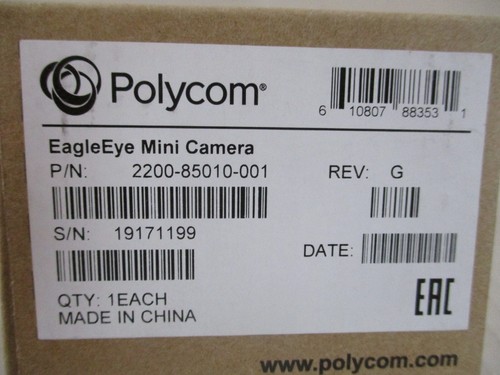 Polycom®
6 10807 88353 1
EagleEye Mini Camera
P/N: 2200-85010-001 REV: G
S/N: 19171199
DATE:
QTY: 1EACH
MADE IN CHINA
EAC
www.polycom.com